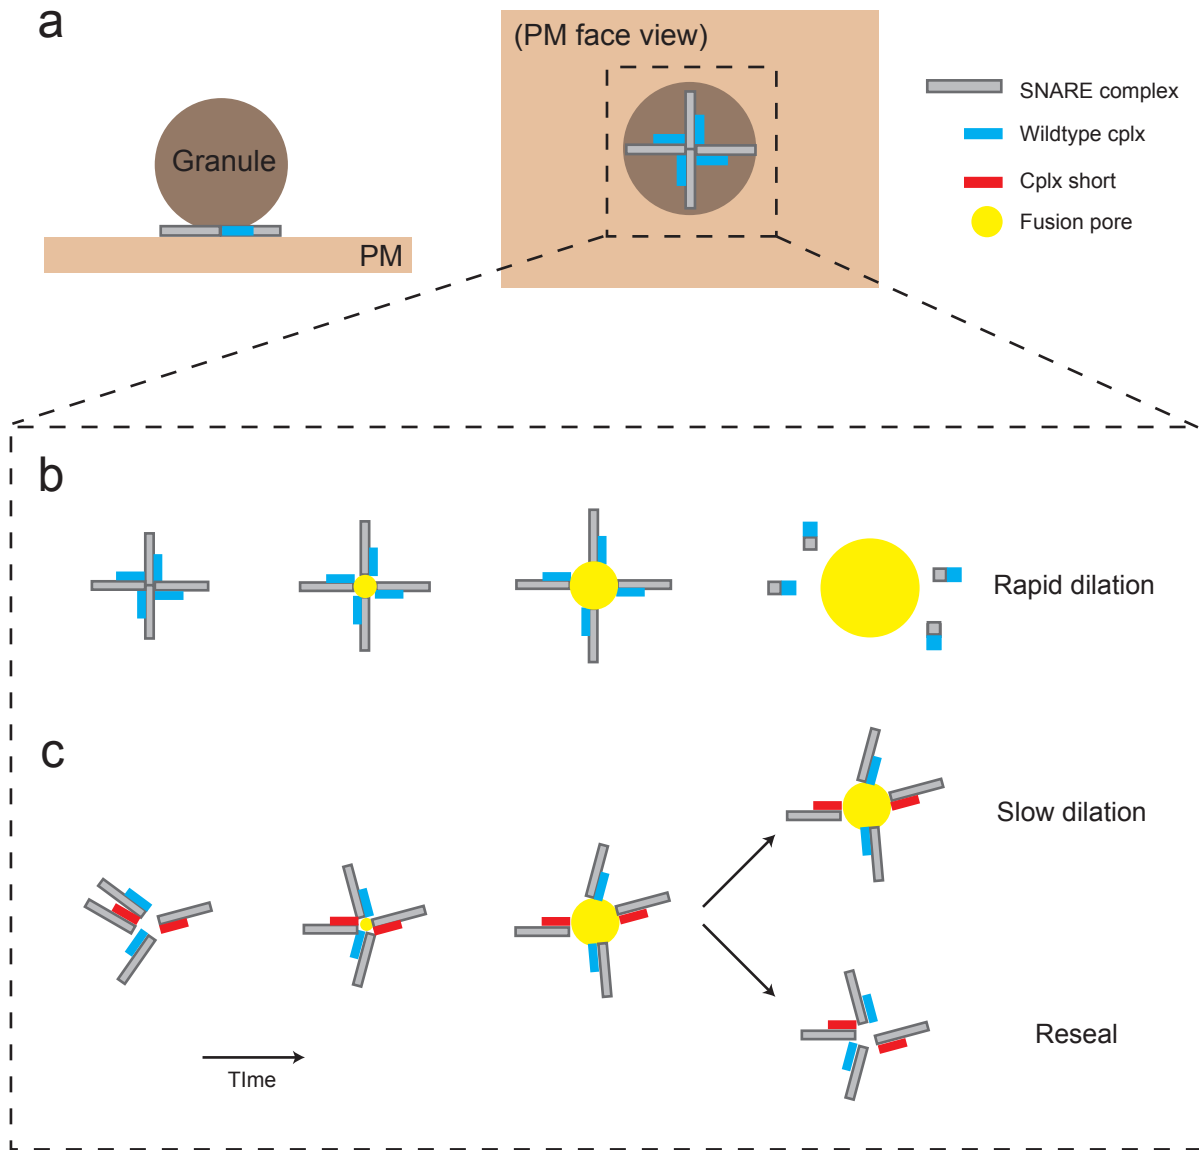 a
(PM face view)
Granule
PM
SNARE complex
Wildtype cplx
Cplx short
Fusion pore
b
Rapid dilation
c
Slow dilation
Reseal
TIme